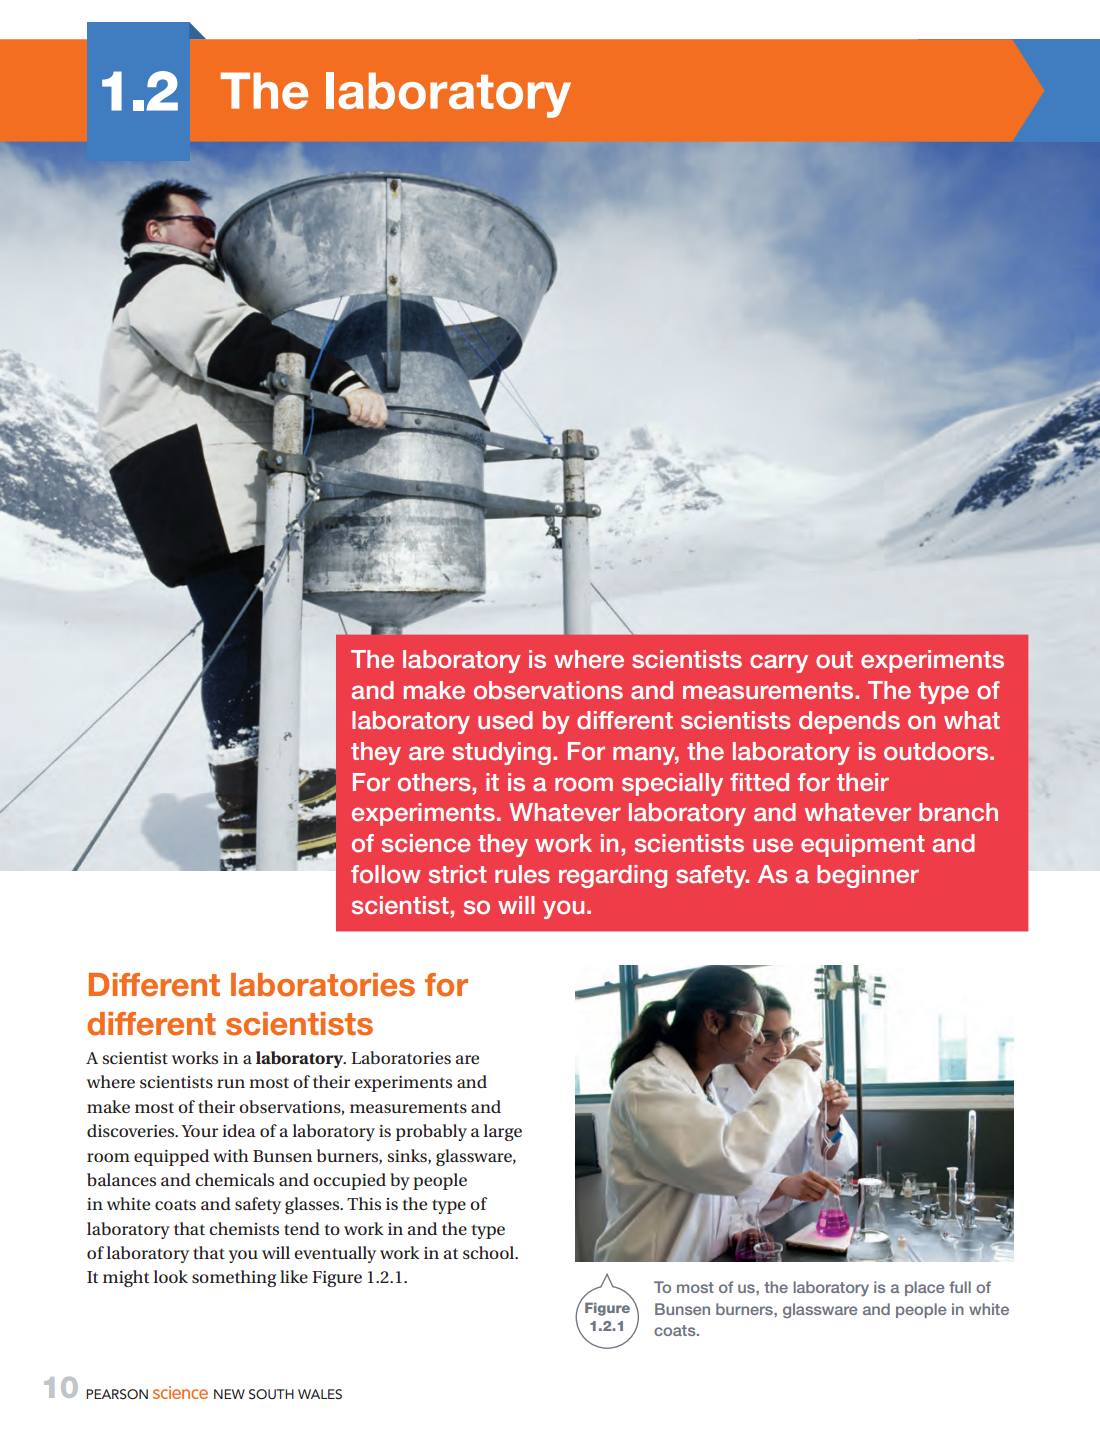 1.2 The laboratory
The laboratory is where scientists carry out experiments
and make observations and measurements. The type of
laboratory used by different scientists depends on what
they are studying. For many, the laboratory is outdoors.
For others, it is a room specially fitted for their
experiments. Whatever laboratory and whatever branch
of science they work in, scientists use equipment and
follow strict rules regarding safety. As a beginner
scientist, so will you.
Different laboratories for
different scientists
A scientist works in a laboratory. Laboratories are
where scientists run most of their experiments and
make most of their observations, measurements and
discoveries. Your idea of a laboratory is probably a large
room equipped with Bunsen burners, sinks, glassware,
balances and chemicals and occupied by people
in white coats and safety glasses. This is the type of
laboratory that chemists tend to work in and the type
of laboratory that you will eventually work in at school.
It might look something like Figure 1.2.1.
Figure
1.2.1
To most of us, the laboratory is a place full of
Bunsen burners, glassware and people in white
coats.
10 PEARSON science NEW SOUTH WALES